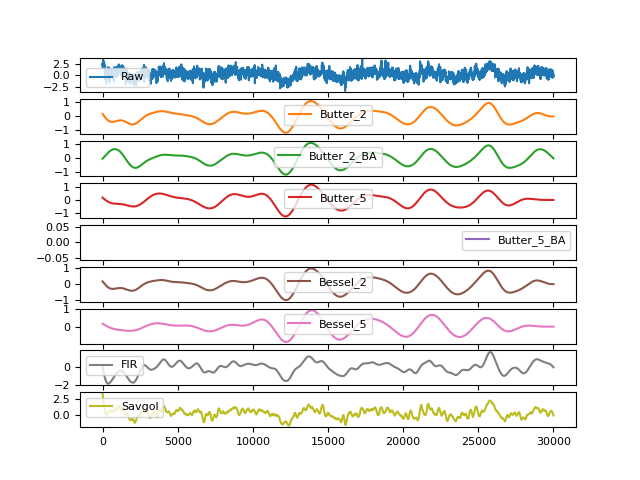 2.5
0.0
−2.5
Raw
1
0
−1
Butter_2
1
0
−1
Butter_2_BA
1
0
−1
Butter_5
0.05
0.00
−0.05
Butter_5_BA
1
0
−1
Bessel_2
1
0
Bessel_5
0
−2
FIR
2.5
0.0
Savgol
0 5000 10000 15000 20000 25000 30000